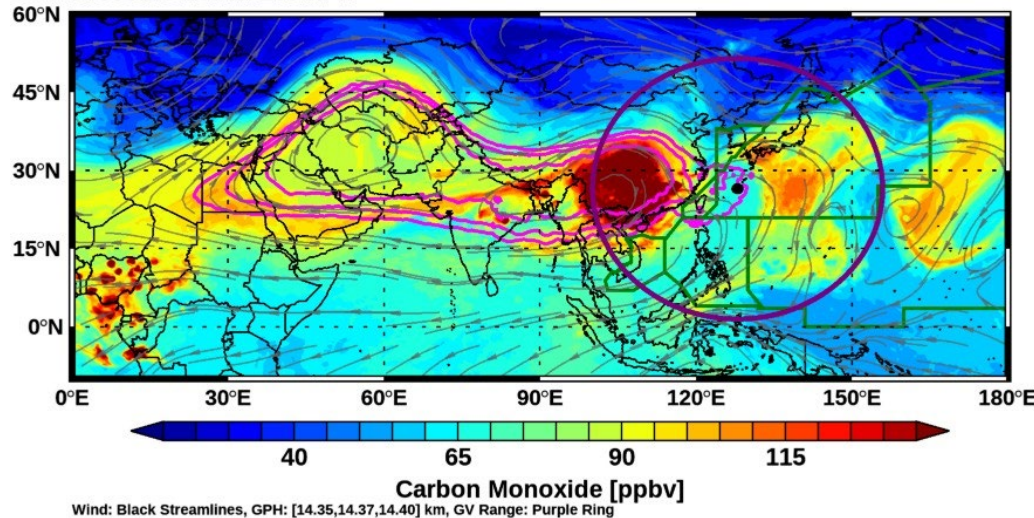 60°N
45°N
30°N
15°N
0°N
0°E 30°E 60°E 90°E 120°E 150°E 180°E
40 65 90 115
Carbon Monoxide [ppbv]
Wind: Black Streamlines, GPH: [14.35,14.37,14.40] km, GV Range: Purple Ring